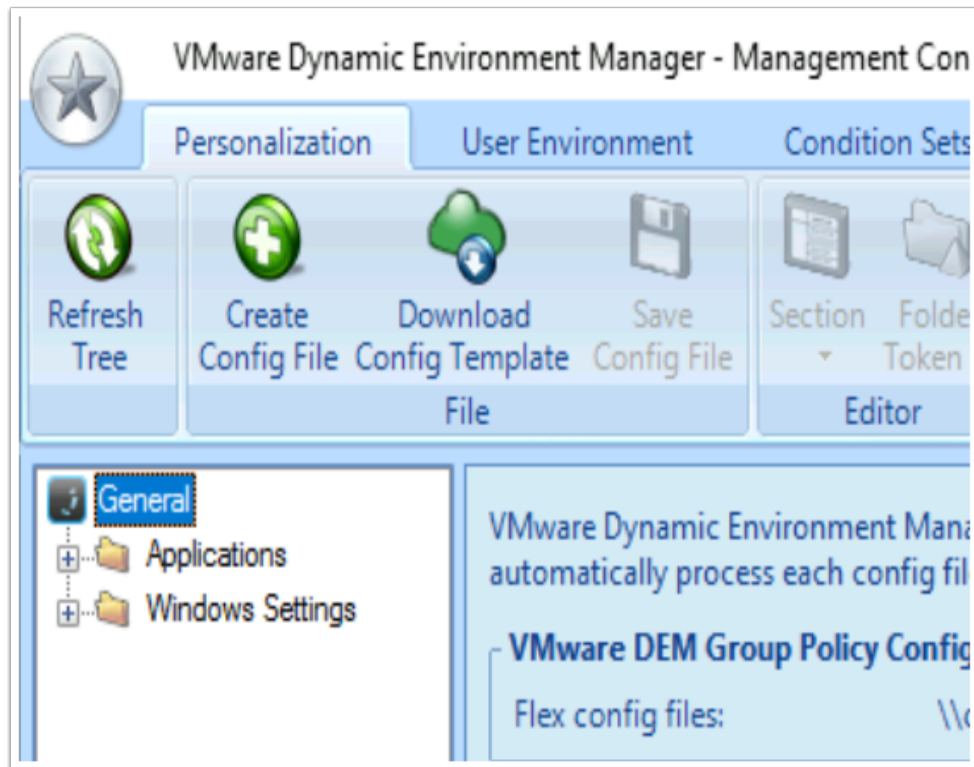 VMware Dynamic Environment Manager - Management Con
Personalization User Environment Condition Sets
Refresh Tree
Create Config File
Download Config Template
Save Config File
Section
Folde
Token
File
Editor
General
Applications
Windows Settings
VMware Dynamic Environment Mana
automatically process each config fil
VMware DEM Group Policy Config
Flex config files: \\